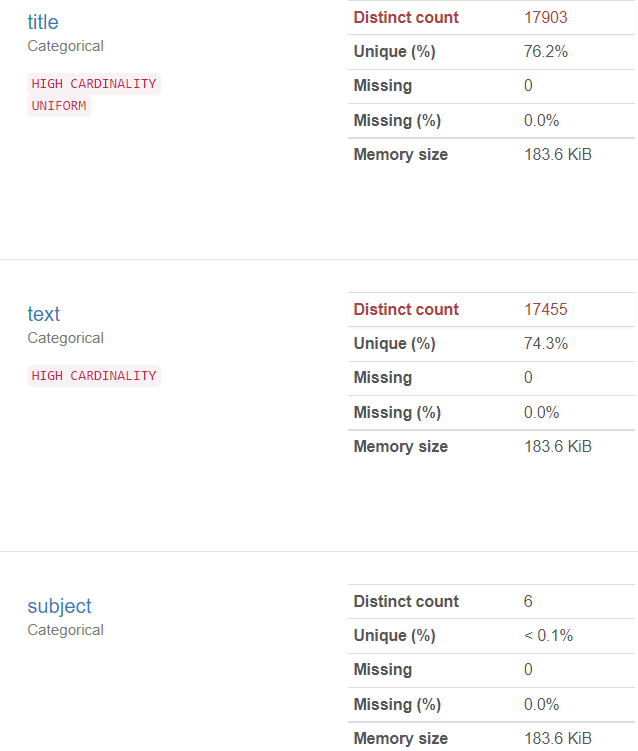 title
Categorical
HIGH CARDINALITY
UNIFORM
Distinct count 17903
Unique (%) 76.2%
Missing 0
Missing (%) 0.0%
Memory size 183.6 KiB
text
Categorical
HIGH CARDINALITY
Distinct count 17455
Unique (%) 74.3%
Missing 0
Missing (%) 0.0%
Memory size 183.6 KiB
subject
Categorical
Distinct count 6
Unique (%) < 0.1%
Missing 0
Missing (%) 0.0%
Memory size 183.6 KiB